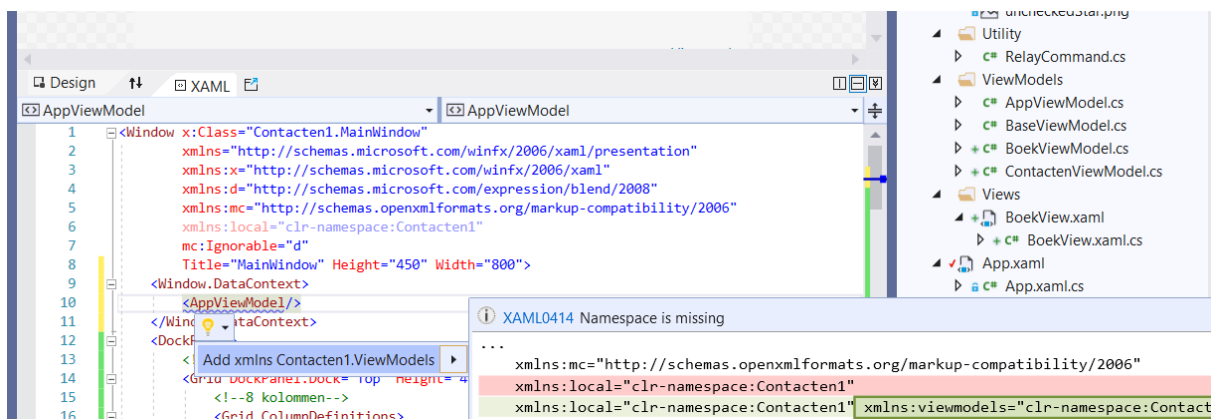 uncheckedStar.png
Utility
C# RelayCommand.cs
Design
XAML
ViewModels
AppViewModel
AppViewModel
C# AppViewModel.cs
C# BaseViewModel.cs
+ C# BoekViewModel.cs
+ C# ContactenViewModel.cs
Views
+ BoekView.xaml
+ C# BoekView.xaml.cs
App.xaml
C# App.xaml.cs
1 <Window x:Class="Contacten1.MainWindow"
2 xmlns="http://schemas.microsoft.com/winfx/2006/xaml/presentation"
3 xmlns:x="http://schemas.microsoft.com/winfx/2006/xaml"
4 xmlns:d="http://schemas.microsoft.com/expression/blend/2008"
5 xmlns:mc="http://schemas.openxmlformats.org/markup-compatibility/2006"
6 xmlns:local="clr-namespace:Contacten1"
7 mc:Ignorable="d"
8 Title="MainWindow" Height="450" Width="800">
9 <Window.DataContext>
10 <AppViewModel/>
11 </Wind taContext>
12 <DockP
13 <!
14 <Grid DockPanel.Dock="Top" Height="4
15 <!--8 kolommen-->
16 <Grid.ColumnDefinitions>
Add xmlns Contacten1.ViewModels
XAML0414 Namespace is missing
...
xmlns:mc="http://schemas.openxmlformats.org/markup-compatibility/2006"
xmlns:local="clr-namespace:Contacten1"
xmlns:local="clr-namespace:Contacten1" xmlns:viewmodels="clr-namespace:Contact